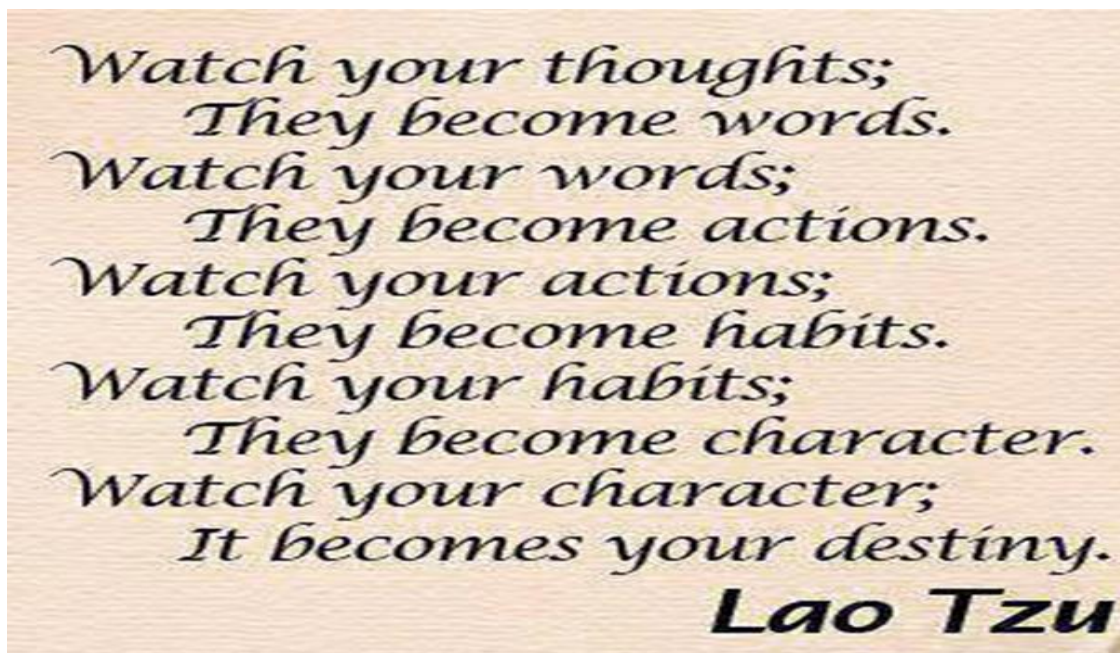 Watch your thoughts;
They become words.
Watch your words;
They become actions.
Watch your actions;
They become habits.
Watch your habits;
They become character.
Watch your character;
It becomes your destiny.
Lao Tzu